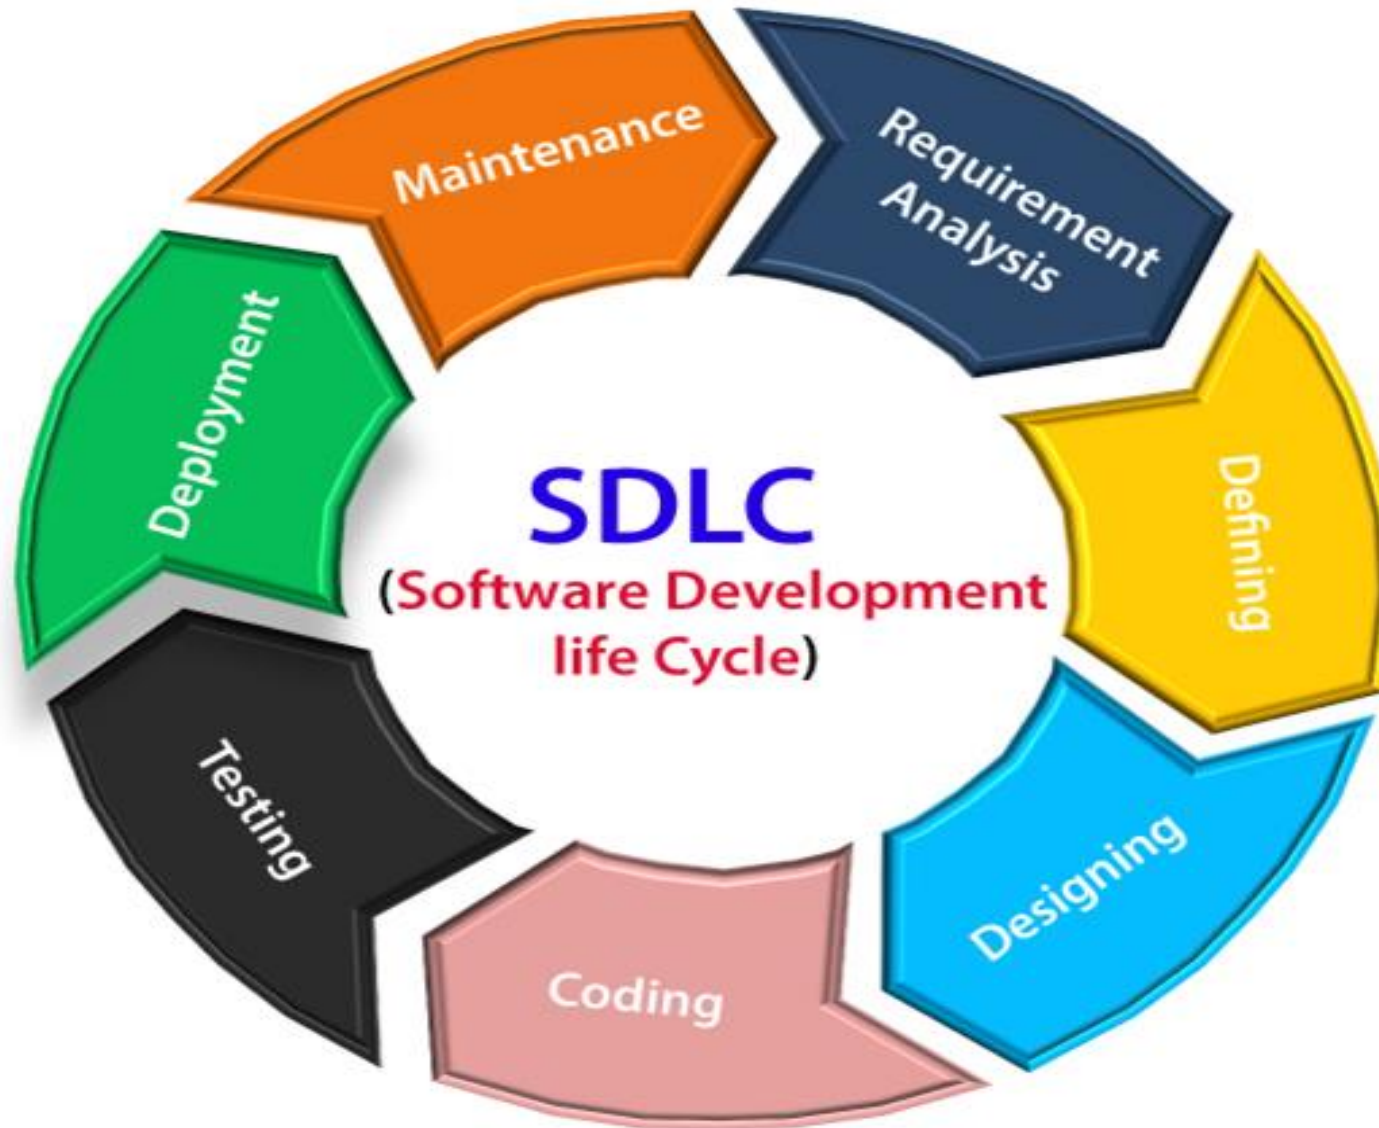 Maintenance
Requirement
Analysis
Deployment
Defining
SDLC
(Software Development
life Cycle)
Testing
Designing
Coding